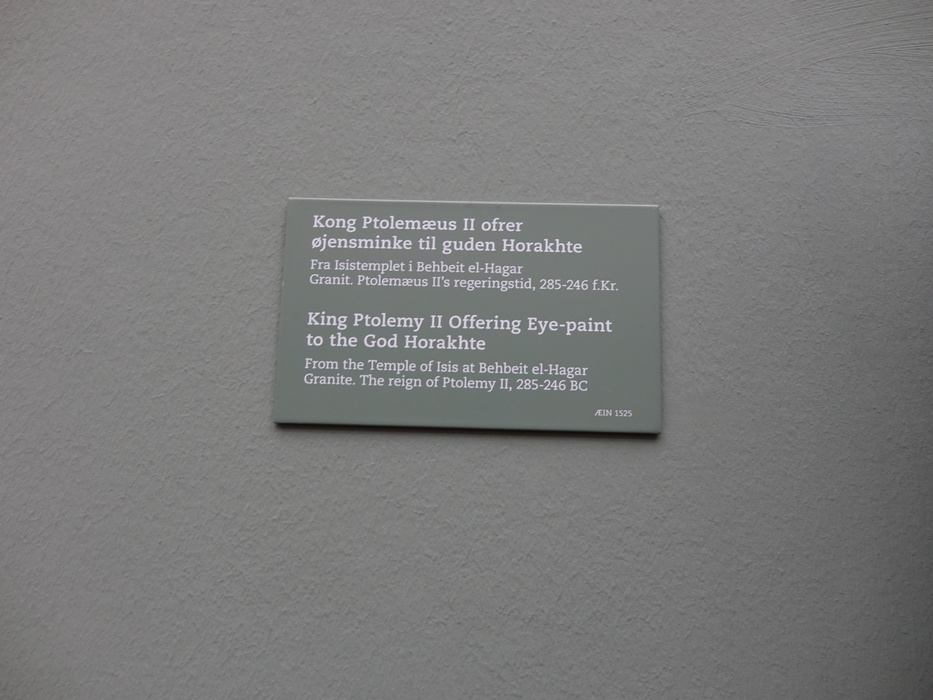 Kong Ptolemæus II ofrer
øjensminke til guden Horakhte
Fra Isistemplet i Behbeit el-Hagar
Granit. Ptolemæus II's regeringstid, 285-246 f.Kr.
King Ptolemy II Offering Eye-paint
to the God Horakhte
From the Temple of Isis at Behbeit el-Hagar
Granite. The reign of Ptolemy II, 285-246 BC
ÆIN 1525